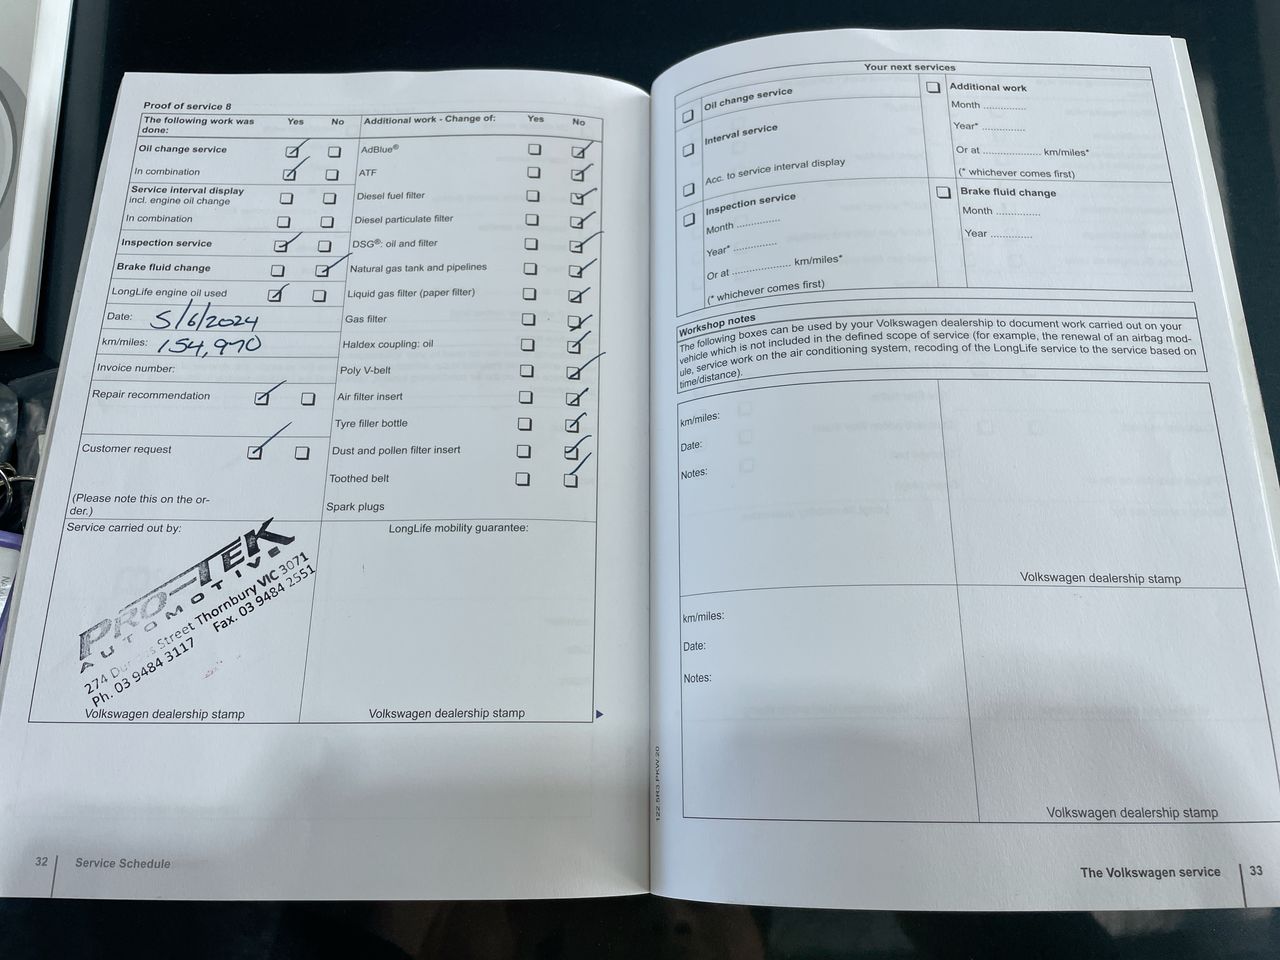 Proof of service 8
The following work was done: Yes No
Oil change service
In combination
Service interval display
incl. engine oil change
In combination
Inspection service
Brake fluid change
LongLife engine oil used
Date: 5/6/2024
km/miles: 154,970
Invoice number:
Repair recommendation
Customer request
(Please note this on the or-
der.)
Additional work - Change of: Yes No
AdBlue®
ATF
Diesel fuel filter
Diesel particulate filter
DSG®: oil and filter
Natural gas tank and pipelines
Liquid gas filter (paper filter)
Gas filter
Haldex coupling: oil
Poly V-belt
Air filter insert
Tyre filler bottle
Dust and pollen filter insert
Toothed belt
Spark plugs
Service carried out by:
PRO-TEK
AUTOMOTIVE
274 Street Thornbury VIC 3071
Ph. 03 9484 3117 Fax. 03 9484 2551
Volkswagen dealership stamp
LongLife mobility guarantee:
Volkswagen dealership stamp
32 Service Schedule
Your next services
Oil change service
Interval service
Acc. to service interval display
Inspection service
Month ..............
Year* ..............
Or at ................... km/miles*
(* whichever comes first)
Additional work
Month ..............
Year* ..............
Or at ................... km/miles*
(* whichever comes first)
Brake fluid change
Month ..............
Year .............
Workshop notes
The following boxes can be used by your Volkswagen dealership to document work carried out on your
vehicle which is not included in the defined scope of service (for example, the renewal of an airbag mod-
ule, service work on the air conditioning system, recoding of the LongLife service to the service based on
time/distance).
km/miles:
Date:
Notes:
Volkswagen dealership stamp
km/miles:
Date:
Notes:
Volkswagen dealership stamp
122.5R3.PKW.20
The Volkswagen service 33